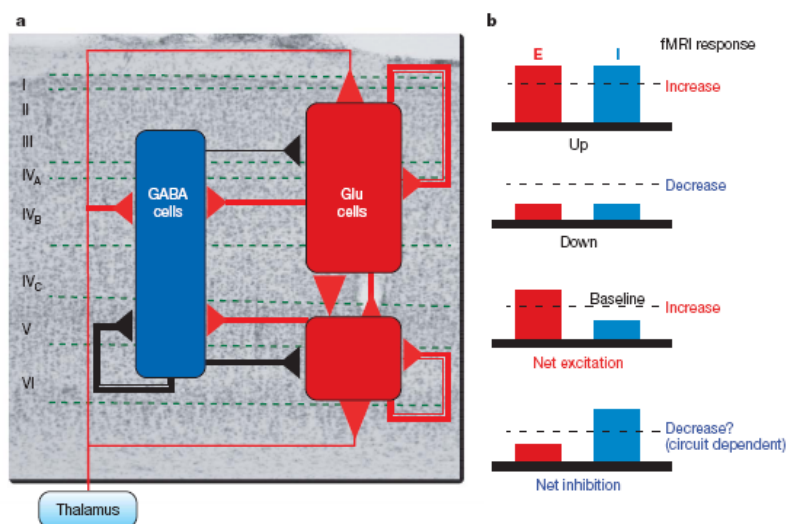 a
I
II
III
IVA
IVB
IVC
V
VI
GABA
cells
Glu
cells
Thalamus
b
fMRI response
E
I
Increase
Up
Decrease
Down
Baseline
Increase
Net excitation
Decrease?
(circuit dependent)
Net inhibition